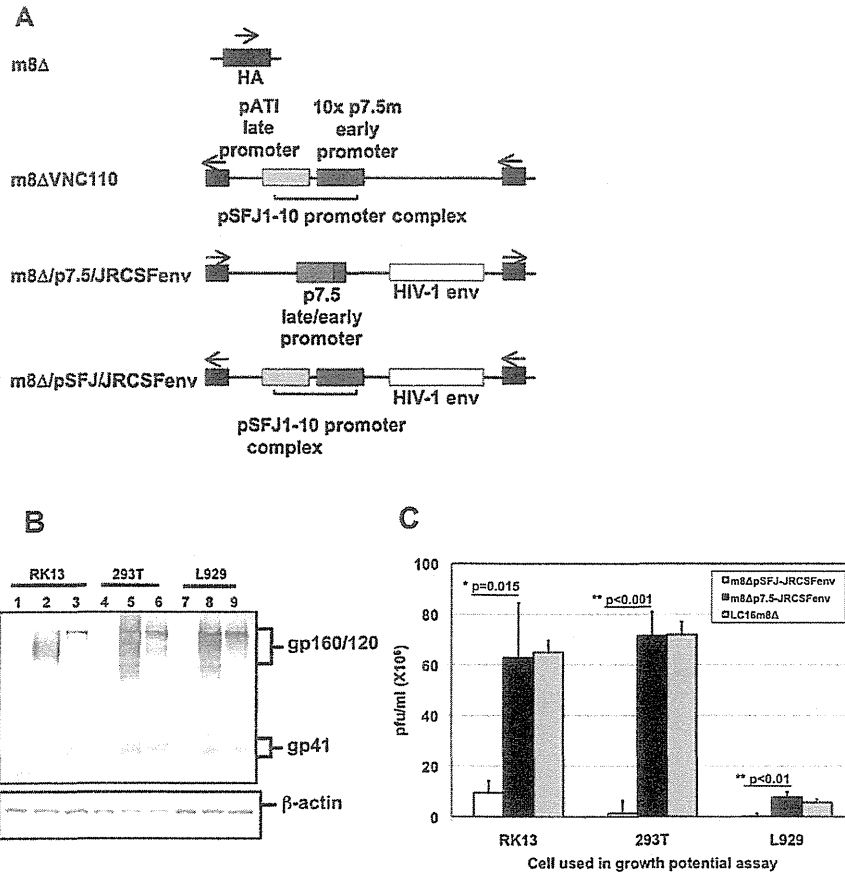 A
m8Δ
HA
pATI
late
promoter
10x p7.5m
early
promoter
m8ΔVNC110
pSFJ1-10 promoter complex
m8Δ/p7.5/JRCSFenv
p7.5
late/early
promoter
HIV-1 env
m8Δ/pSFJ/JRCSFenv
HIV-1 env
pSFJ1-10 promoter
complex
B
RK13 293T L929
1 2 3 4 5 6 7 8 9
gp160/120
gp41
β-actin
C
pfu/ml (X10⁶)
100
80
60
40
20
0
* p=0.015
** p<0.001
** p<0.01
m8ΔpSFJ-JRCSFenv
m8Δp7.5-JRCSFenv
LC16m8Δ
RK13 293T L929
Cell used in growth potential assay